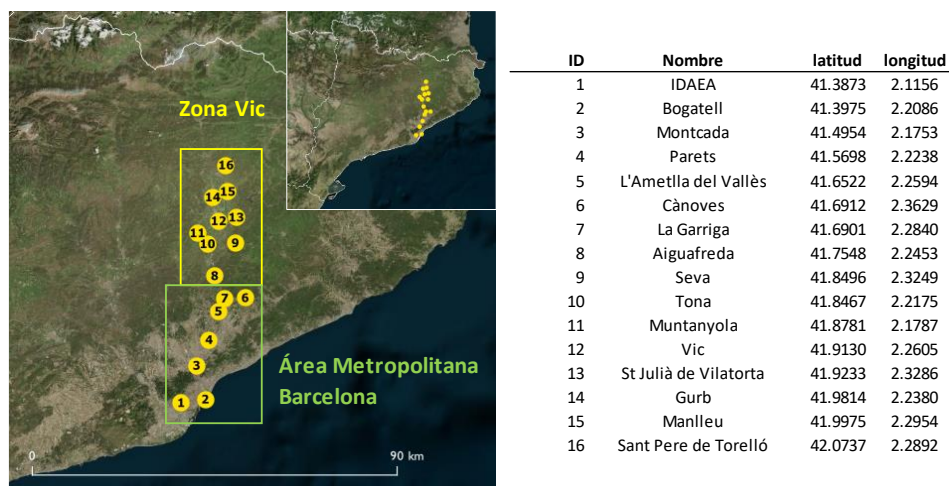 Zona Vic
16
15
14
13
12
11
10
9
8
7
6
5
4
3
2
1
Área Metropolitana
Barcelona
0
90 km
ID Nombre latitud longitud
1 IDAEA 41.3873 2.1156
2 Bogatell 41.3975 2.2086
3 Montcada 41.4954 2.1753
4 Parets 41.5698 2.2238
5 L'Ametlla del Vallès 41.6522 2.2594
6 Cànoves 41.6912 2.3629
7 La Garriga 41.6901 2.2840
8 Aiguafreda 41.7548 2.2453
9 Seva 41.8496 2.3249
10 Tona 41.8467 2.2175
11 Muntanyola 41.8781 2.1787
12 Vic 41.9130 2.2605
13 St Julià de Vilatorta 41.9233 2.3286
14 Gurb 41.9814 2.2380
15 Manlleu 41.9975 2.2954
16 Sant Pere de Torelló 42.0737 2.2892